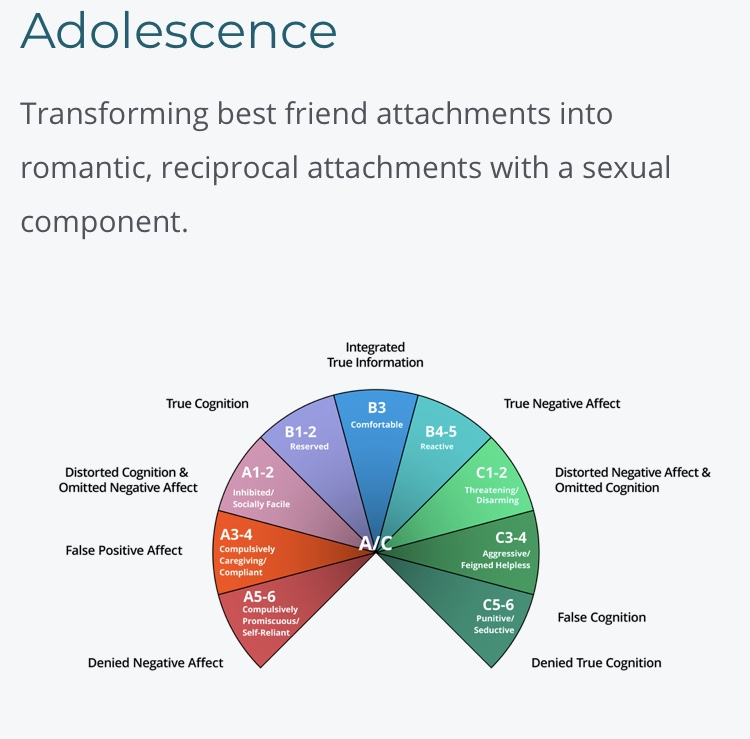 Adolescence
Transforming best friend attachments into
romantic, reciprocal attachments with a sexual
component.
Integrated
True Information
True Cognition
True Negative Affect
B3
Comfortable
B1-2
Reserved
B4-5
Reactive
Distorted Cognition &
Omitted Negative Affect
A1-2
Inhibited/
Socially Facile
C1-2
Threatening/
Disarming
Distorted Negative Affect &
Omitted Cognition
False Positive Affect
A3-4
Compulsively
Caregiving/
Compliant
A/C
C3-4
Aggressive/
Feigned Helpless
A5-6
Compulsively
Promiscuous/
Self-Reliant
C5-6
Punitive/
Seductive
False Cognition
Denied Negative Affect
Denied True Cognition